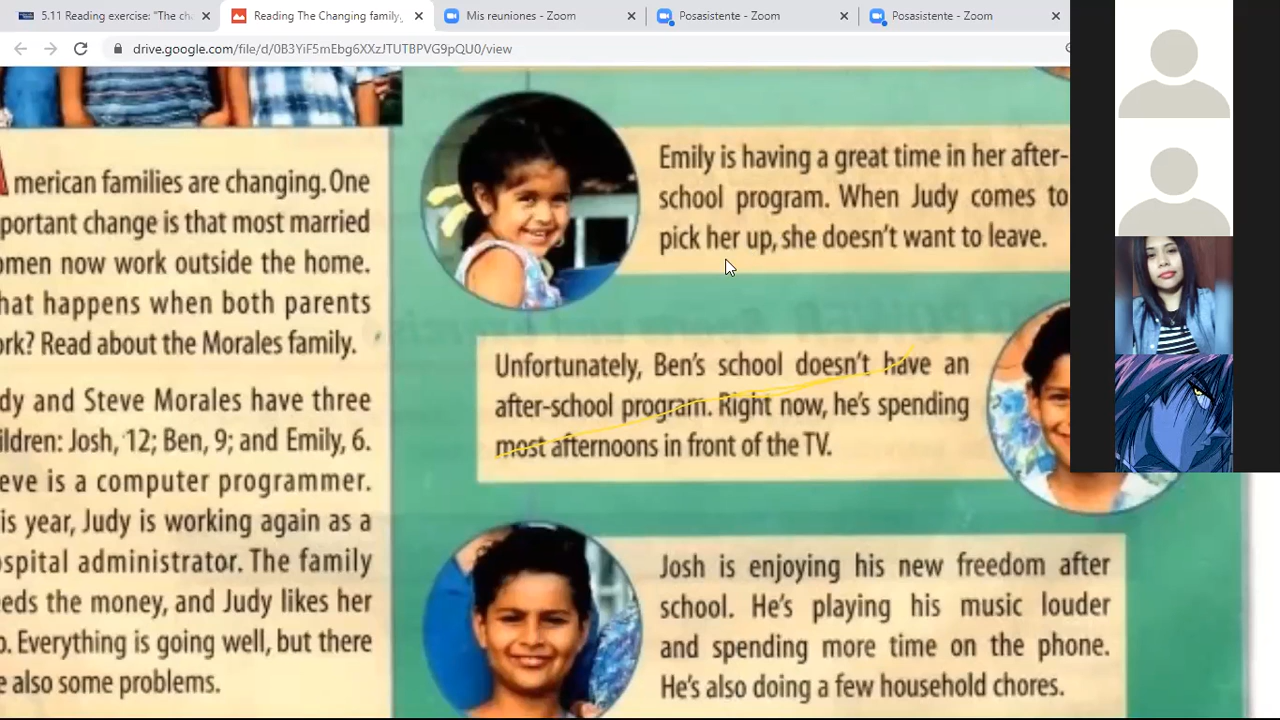 5.11 Reading exercise "The ch
Reading The Changing family.
Mis reuniones - Zoom
Posasistente - Zoom
Posasistente - Zoom
drive.google.com/file/d/0B3YiF5mEbg6XXzJTUTBPVG9pQU0/view
American families are changing. One
portant change is that most married
omen now work outside the home.
hat happens when both parents
ork? Read about the Morales family.
dy and Steve Morales have three
ildren: Josh, 12; Ben, 9; and Emily, 6.
eve is a computer programmer.
is year, Judy is working again as a
ospital administrator. The family
eeds the money, and Judy likes her
b. Everything is going well, but there
e also some problems.
Emily is having a great time in her after-
school program. When Judy comes to
pick her up, she doesn't want to leave.
Unfortunately, Ben's school doesn't have an
after-school program. Right now, he's spending
most afternoons in front of the TV.
Josh is enjoying his new freedom after
school. He's playing his music louder
and spending more time on the phone.
He's also doing a few household chores.